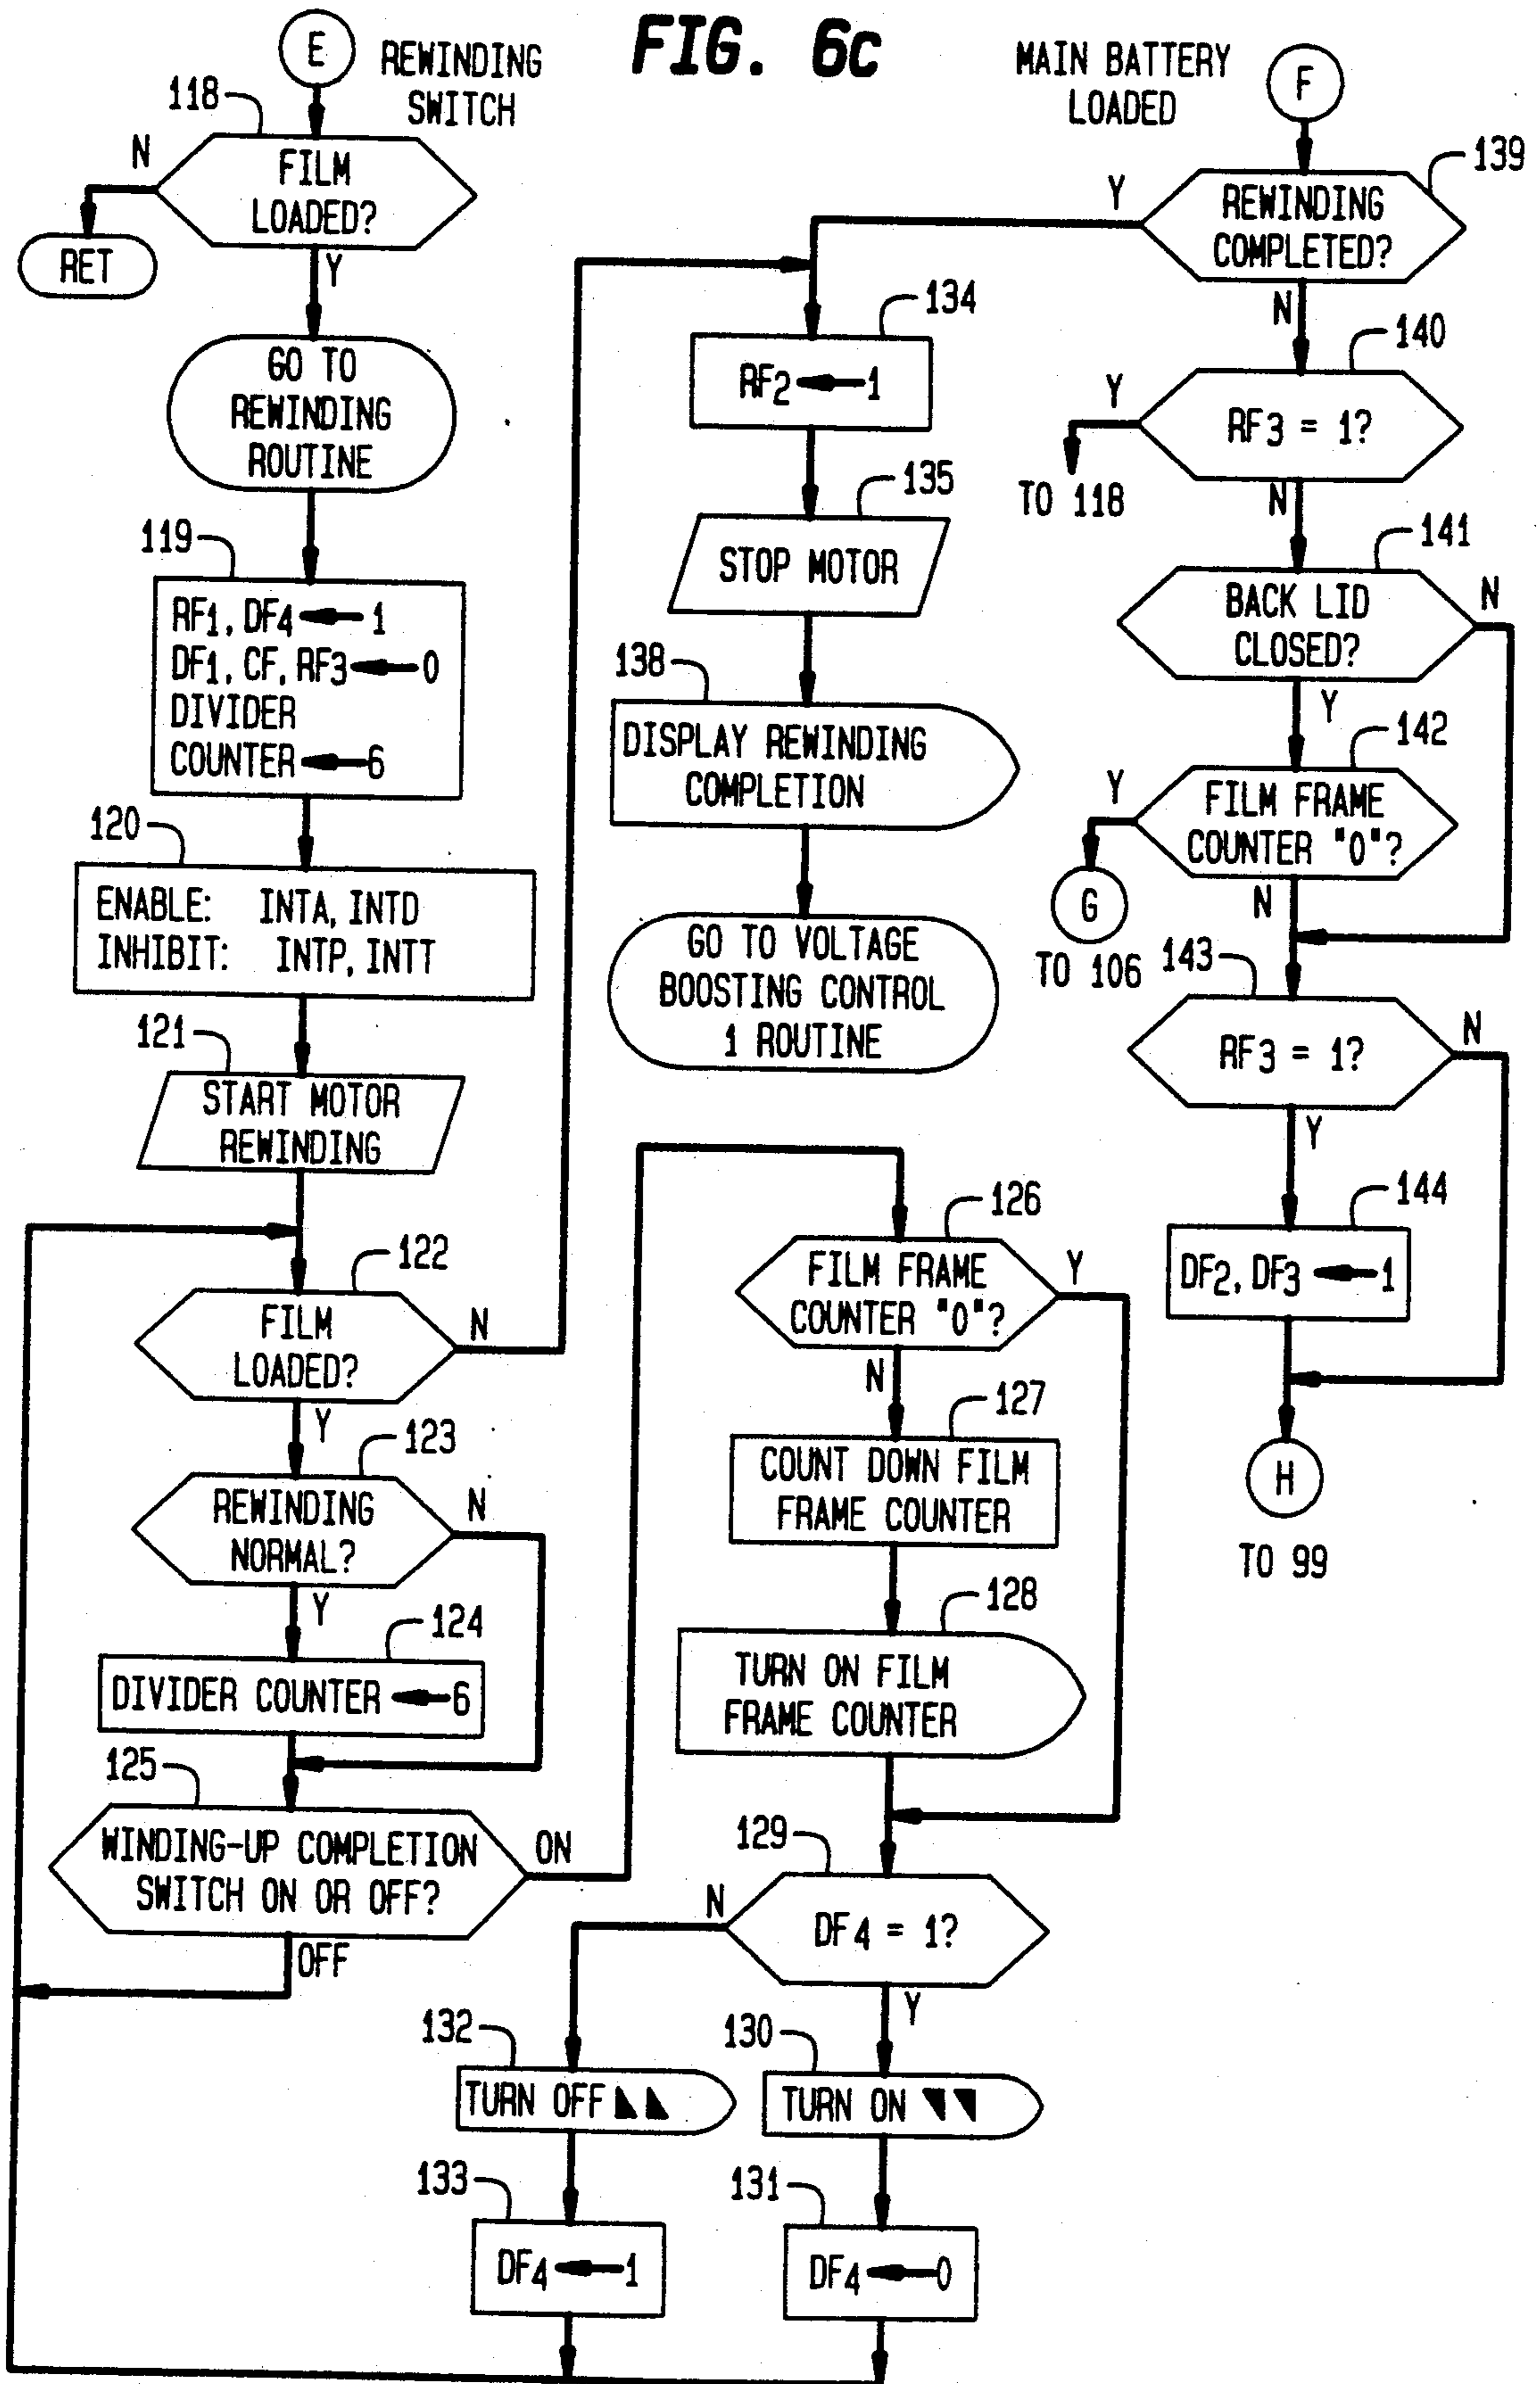 FIG. 6c
E
REWINDING
SWITCH
118
N
FILM
LOADED?
RET
Y
GO TO
REWINDING
ROUTINE
119
RF1, DF4 ← 1
DF1, CF, RF3 ← 0
DIVIDER
COUNTER ← 6
120
ENABLE: INTA, INTD
INHIBIT: INTP, INTT
121
START MOTOR
REWINDING
122
FILM
LOADED?
N
Y
123
REWINDING
NORMAL?
N
Y
124
DIVIDER COUNTER ← 6
125
WINDING-UP COMPLETION
SWITCH ON OR OFF?
ON
OFF
134
RF2 ← 1
135
STOP MOTOR
138
DISPLAY REWINDING
COMPLETION
GO TO VOLTAGE
BOOSTING CONTROL
1 ROUTINE
126
FILM FRAME
COUNTER "0"?
Y
N
127
COUNT DOWN FILM
FRAME COUNTER
128
TURN ON FILM
FRAME COUNTER
129
N
DF4 = 1?
Y
132
TURN OFF ◣◣
130
TURN ON ◥◥
133
DF4 ← 1
131
DF4 ← 0
MAIN BATTERY
LOADED
F
139
Y
REWINDING
COMPLETED?
N
140
Y
RF3 = 1?
TO 118
N
141
BACK LID
CLOSED?
N
Y
142
Y
FILM FRAME
COUNTER "0"?
G
TO 106
N
143
RF3 = 1?
N
Y
144
DF2, DF3 ← 1
H
TO 99